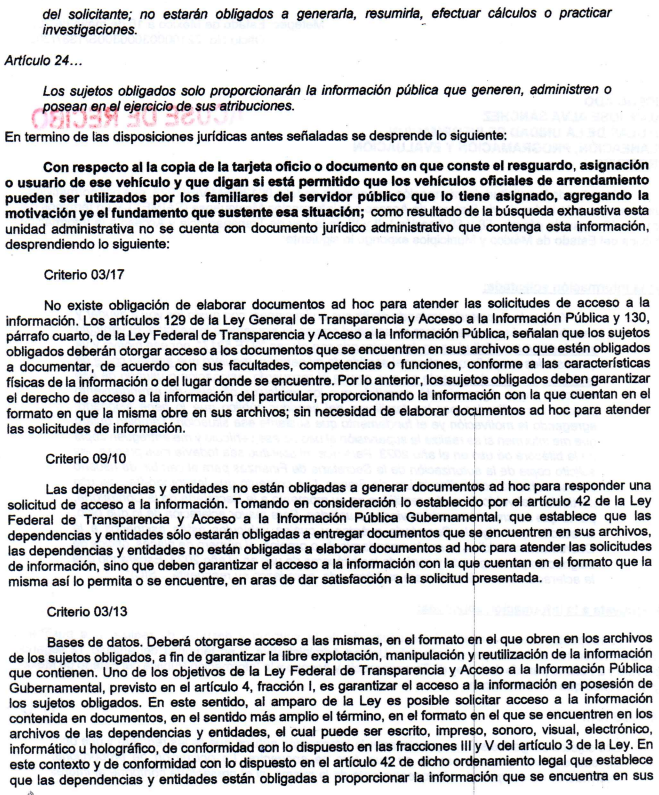 del solicitante; no estarán obligados a generarla, resumirla, efectuar cálculos o practicar
investigaciones.
Artículo 24...
Los sujetos obligados solo proporcionarán la información pública que generen, administren o
posean en el ejercicio de sus atribuciones.
En termino de las disposiciones jurídicas antes señaladas se desprende lo siguiente:
Con respecto al la copia de la tarjeta oficio o documento en que conste el resguardo, asignación
o usuario de ese vehículo y que digan si está permitido que los vehículos oficiales de arrendamiento
pueden ser utilizados por los familiares del servidor público que lo tiene asignado, agregando la
motivación ye el fundamento que sustente esa situación; como resultado de la búsqueda exhaustiva esta
unidad administrativa no se cuenta con documento jurídico administrativo que contenga esta información,
desprendiendo lo siguiente:
Criterio 03/17
No existe obligación de elaborar documentos ad hoc para atender las solicitudes de acceso a la
información. Los artículos 129 de la Ley General de Transparencia y Acceso a la Información Pública y 130,
párrafo cuarto, de la Ley Federal de Transparencia y Acceso a la Información Pública, señalan que los sujetos
obligados deberán otorgar acceso a los documentos que se encuentren en sus archivos o que estén obligados
a documentar, de acuerdo con sus facultades, competencias o funciones, conforme a las características
físicas de la información o del lugar donde se encuentre. Por lo anterior, los sujetos obligados deben garantizar
el derecho de acceso a la información del particular, proporcionando la información con la que cuentan en el
formato en que la misma obre en sus archivos; sin necesidad de elaborar documentos ad hoc para atender
las solicitudes de información.
Criterio 09/10
Las dependencias y entidades no están obligadas a generar documentos ad hoc para responder una
solicitud de acceso a la información. Tomando en consideración lo establecido por el artículo 42 de la Ley
Federal de Transparencia y Acceso a la Información Pública Gubernamental, que establece que las
dependencias y entidades sólo estarán obligadas a entregar documentos que se encuentren en sus archivos,
las dependencias y entidades no están obligadas a elaborar documentos ad hoc para atender las solicitudes
de información, sino que deben garantizar el acceso a la información con la que cuentan en el formato que la
misma así lo permita o se encuentre, en aras de dar satisfacción a la solicitud presentada.
Criterio 03/13
Bases de datos. Deberá otorgarse acceso a las mismas, en el formato en el que obren en los archivos
de los sujetos obligados, a fin de garantizar la libre explotación, manipulación y reutilización de la información
que contienen. Uno de los objetivos de la Ley Federal de Transparencia y Acceso a la Información Pública
Gubernamental, previsto en el artículo 4, fracción I, es garantizar el acceso a la información en posesión de
los sujetos obligados. En este sentido, al amparo de la Ley es posible solicitar acceso a la información
contenida en documentos, en el sentido más amplio el término, en el formato en el que se encuentren en los
archivos de las dependencias y entidades, el cual puede ser escrito, impreso, sonoro, visual, electrónico,
informático u holográfico, de conformidad con lo dispuesto en las fracciones III y V del artículo 3 de la Ley. En
este contexto y de conformidad con lo dispuesto en el artículo 42 de dicho ordenamiento legal que establece
que las dependencias y entidades están obligadas a proporcionar la información que se encuentra en sus